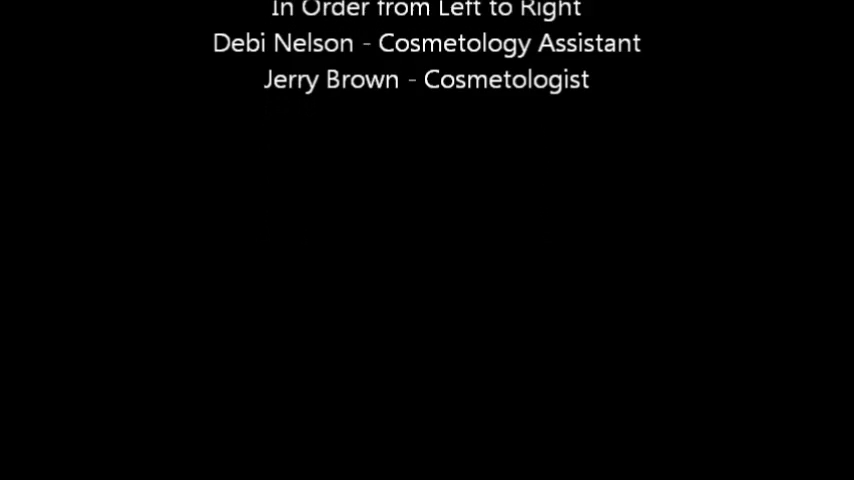 In Order from Left to Right
Debi Nelson - Cosmetology Assistant
Jerry Brown - Cosmetologist